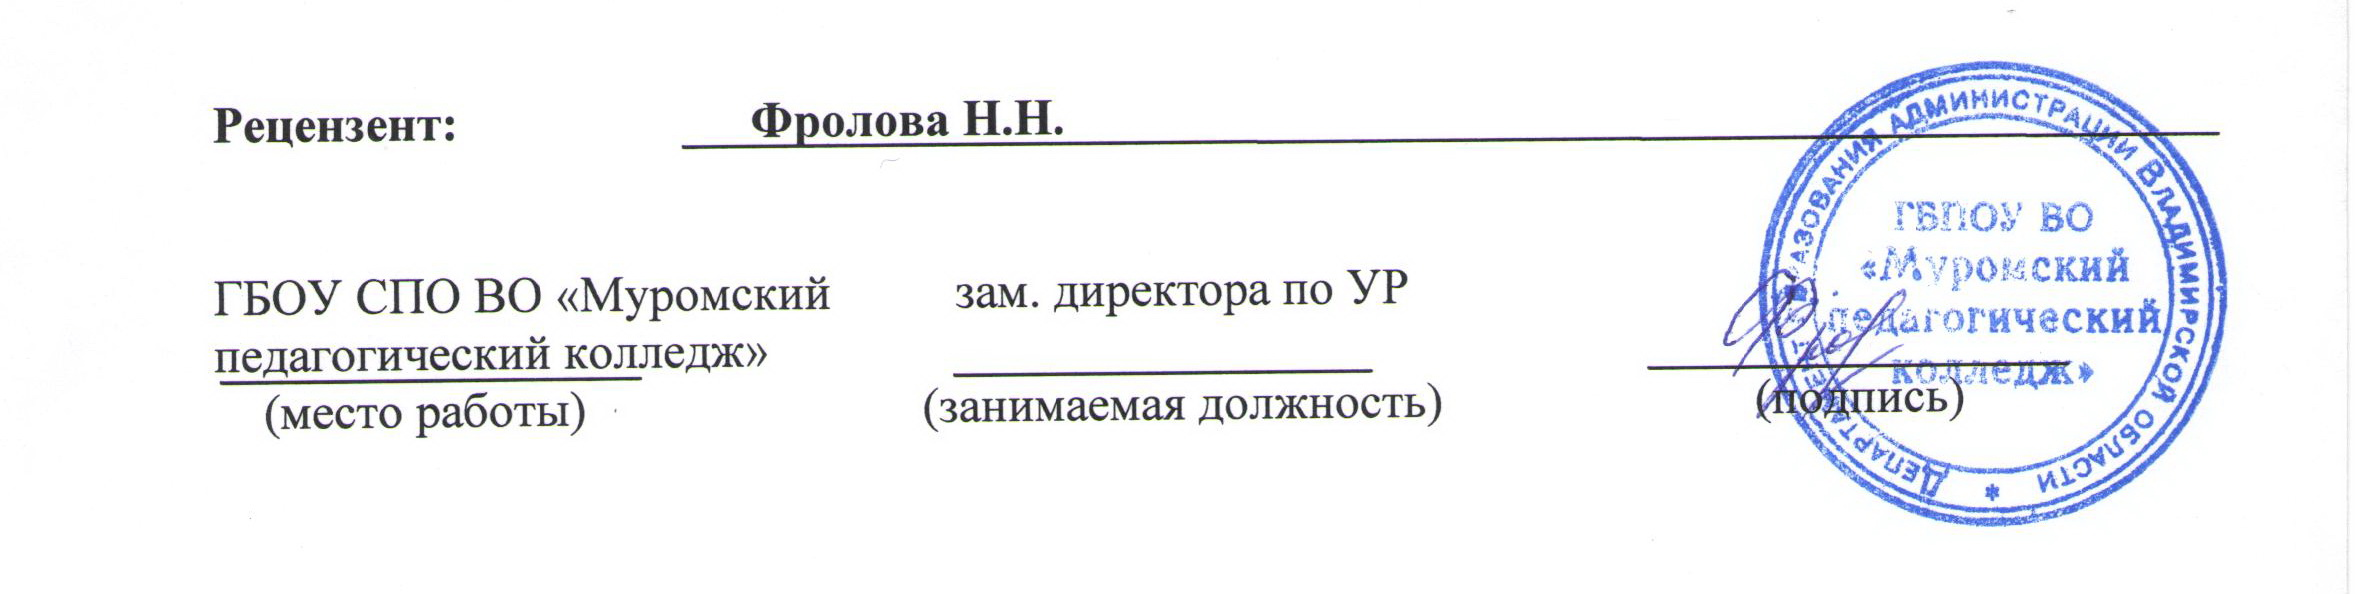 Рецензент: Фролова Н.Н.
ГБОУ СПО ВО «Муромский зам. директора по УР
педагогический колледж»
(место работы) (занимаемая должность) (подпись)
ДЕПАРТАМЕНТ ОБРАЗОВАНИЯ АДМИНИСТРАЦИИ ВЛАДИМИРСКОЙ ОБЛАСТИ *
ГБПОУ ВО
«Муромский
педагогический
колледж»